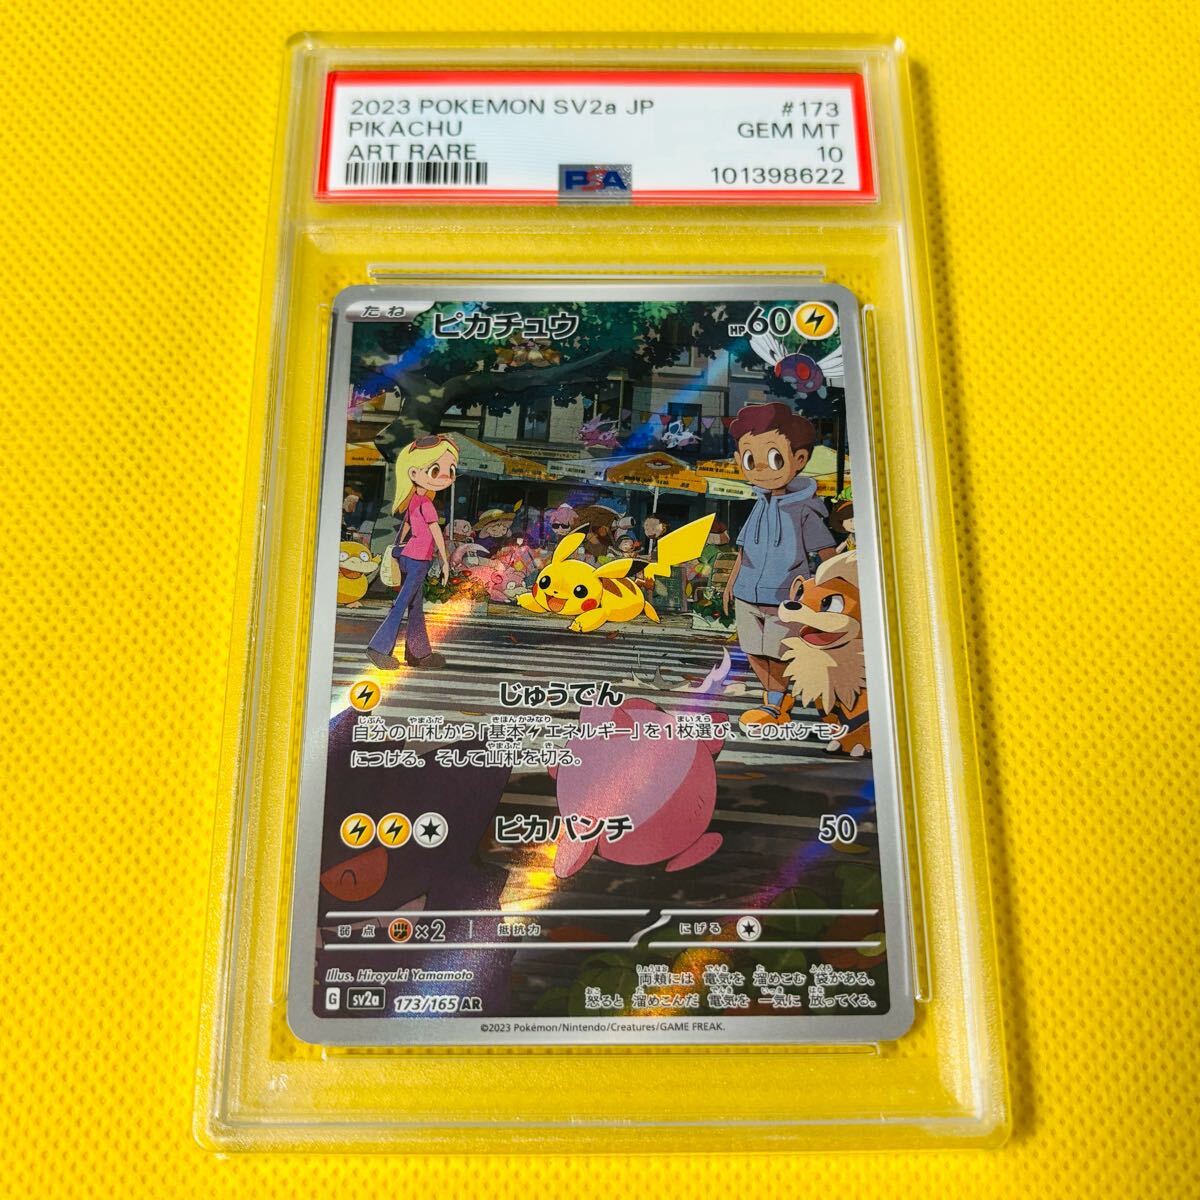 2023 POKEMON SV2a JP #173
PIKACHU GEM MT
ART RARE 10
PSA 101398622
たね ピカチュウ HP60
じゅうでん
自分の山札から「基本エネルギー」を1枚選び、このポケモン
につける。そして山札を切る。
ピカパンチ 50
弱点 ×2 抵抗力 にげる
Illus. Hiroyuki Yamamoto
両頬には 電気を 溜めこむ 袋がある。
怒ると 溜めこんだ 電気を 一気に 放ってくる。
G sv2a 173/165 AR
©2023 Pokémon/Nintendo/Creatures/GAME FREAK.